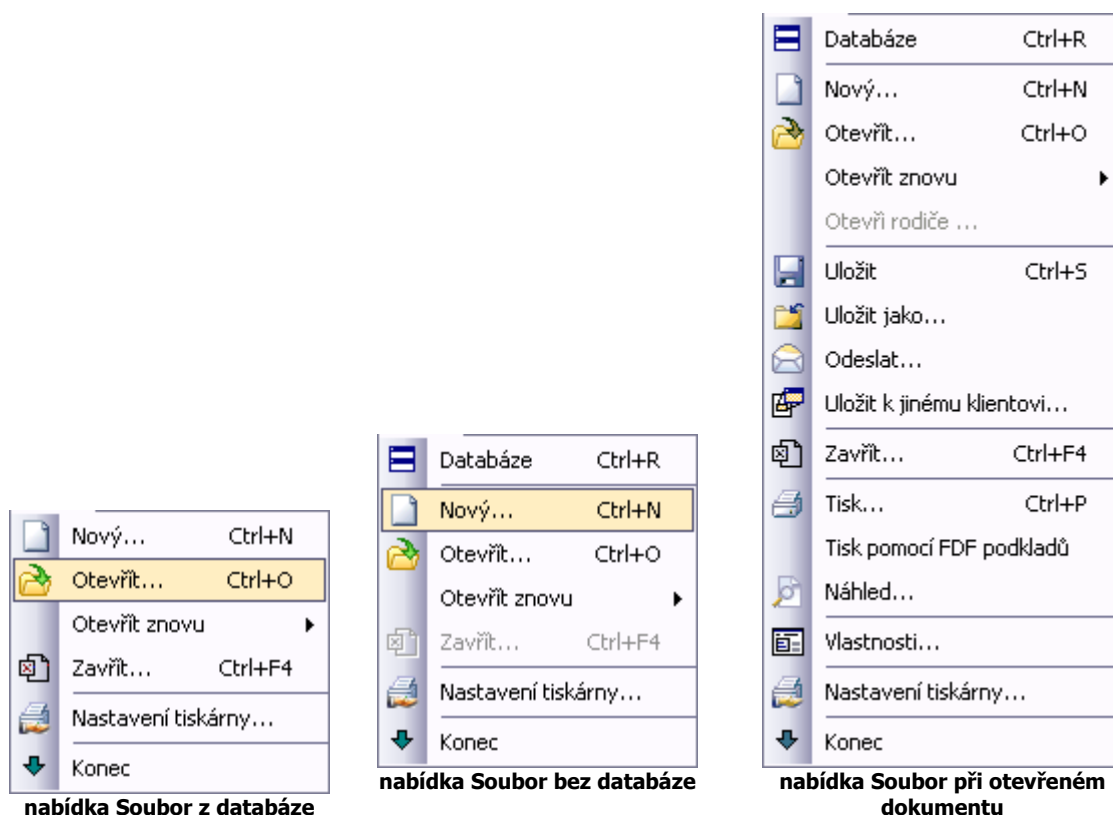 Nový... Ctrl+N
Otevřít... Ctrl+O
Otevřít znovu
Zavřít... Ctrl+F4
Nastavení tiskárny...
Konec
nabídka Soubor z databáze
Databáze Ctrl+R
Nový... Ctrl+N
Otevřít... Ctrl+O
Otevřít znovu
Zavřít... Ctrl+F4
Nastavení tiskárny...
Konec
nabídka Soubor bez databáze
Databáze Ctrl+R
Nový... Ctrl+N
Otevřít... Ctrl+O
Otevřít znovu
Otevři rodiče ...
Uložit Ctrl+S
Uložit jako...
Odeslat...
Uložit k jinému klientovi...
Zavřít... Ctrl+F4
Tisk... Ctrl+P
Tisk pomocí FDF podkladů
Náhled...
Vlastnosti...
Nastavení tiskárny...
Konec
nabídka Soubor při otevřeném
dokumentu